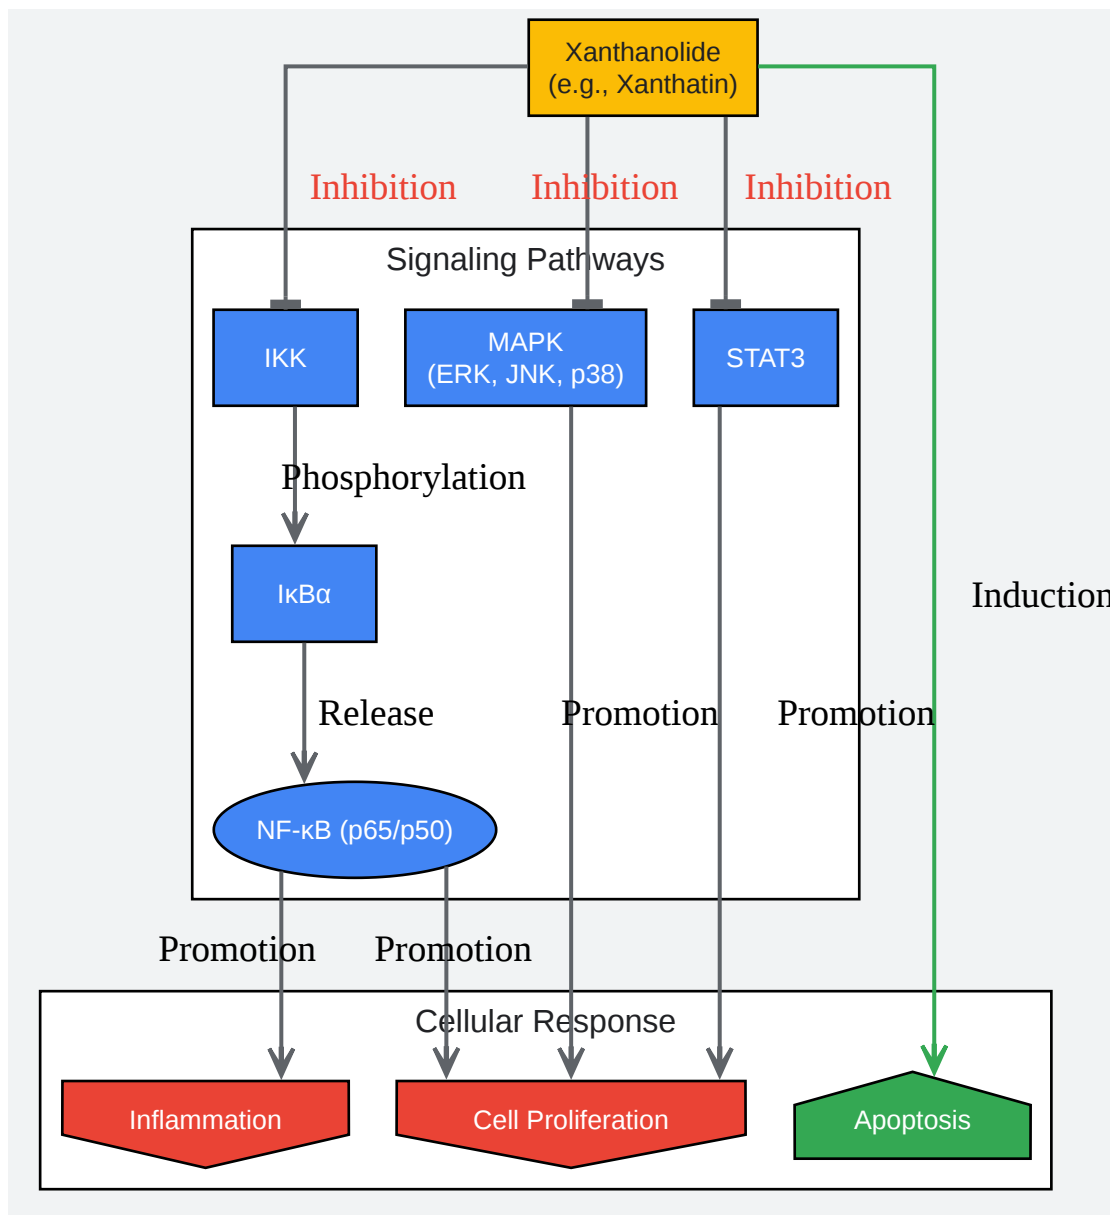 Xanthanolide
(e.g., Xanthatin)
Inhibition
Inhibition
Inhibition
Signaling Pathways
IKK
MAPK
(ERK, JNK, p38)
STAT3
Phosphorylation
IκBα
Induction
Release
Promotion
Promotion
NF-κB (p65/p50)
Promotion
Promotion
Cellular Response
Inflammation
Cell Proliferation
Apoptosis